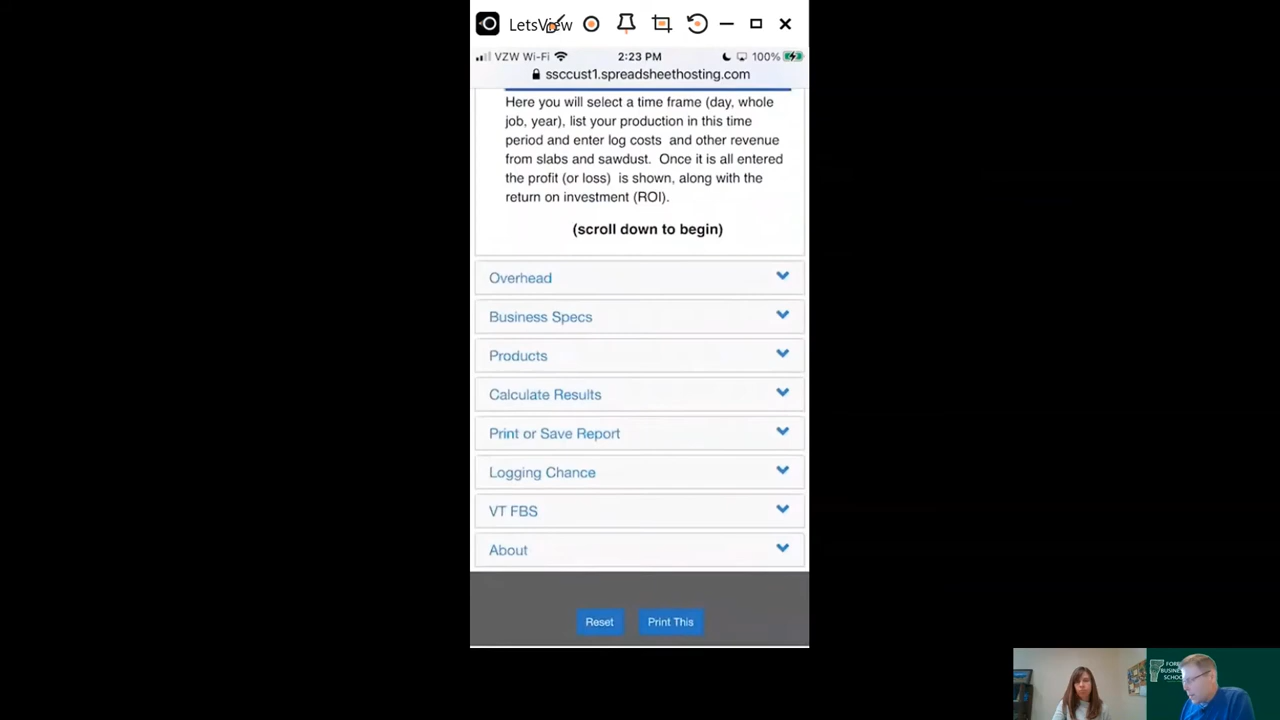 LetsView
VZW Wi-Fi 2:23 PM 100%
ssccust1.spreadsheethosting.com
Here you will select a time frame (day, whole
job, year), list your production in this time
period and enter log costs and other revenue
from slabs and sawdust. Once it is all entered
the profit (or loss) is shown, along with the
return on investment (ROI).
(scroll down to begin)
Overhead
Business Specs
Products
Calculate Results
Print or Save Report
Logging Chance
VT FBS
About
Reset Print This